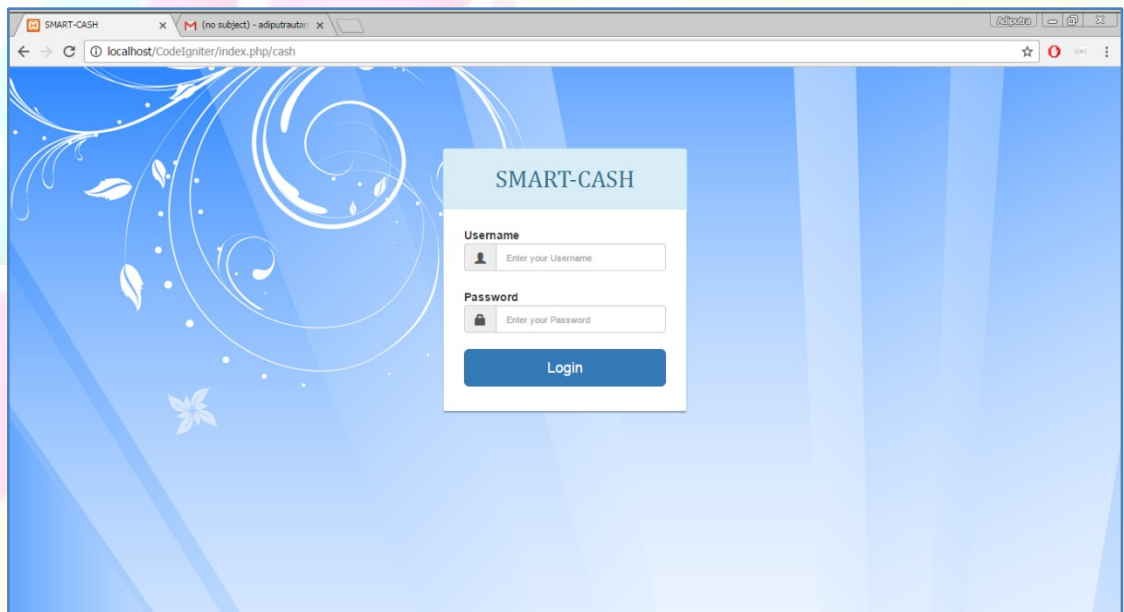 SMART-CASH
(no subject) - adiputrautan
Adiputra
localhost/CodeIgniter/index.php/cash
SMART-CASH
Username
Enter your Username
Password
Enter your Password
Login